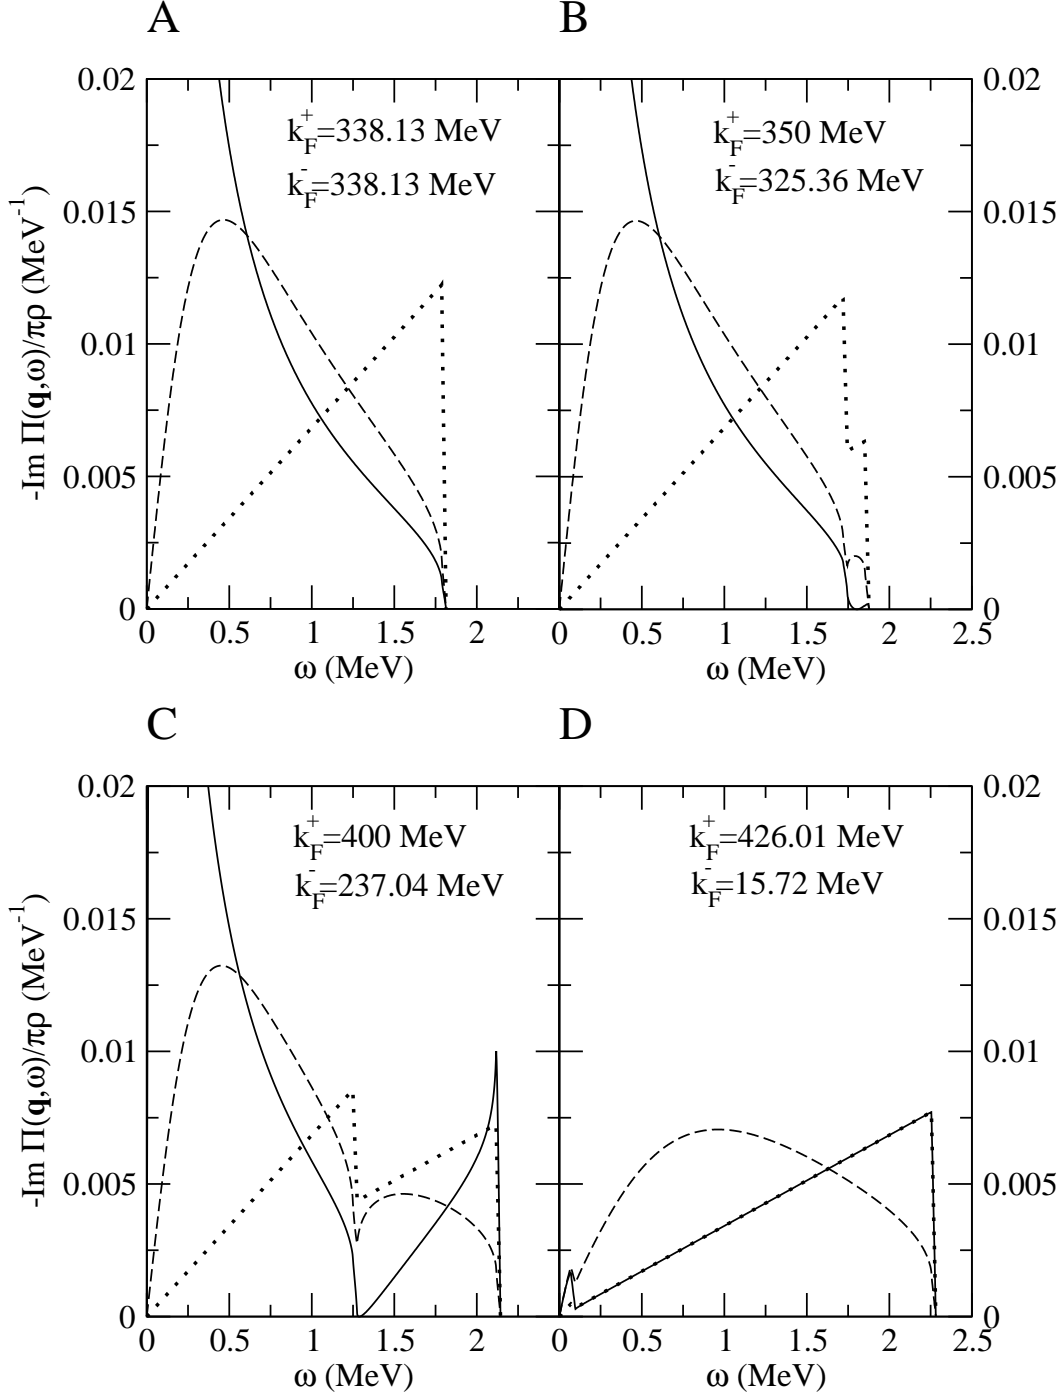 A
B
0.02
0.015
0.01
0.005
0
-Im Π(q,ω)/πρ (MeV⁻¹)
k_F^+=338.13 MeV
k_F^-=338.13 MeV
0 0.5 1 1.5 2
ω (MeV)
k_F^+=350 MeV
k_F^-=325.36 MeV
0.02
0.015
0.01
0.005
0
0 0.5 1 1.5 2 2.5
ω (MeV)
C
D
0.02
0.015
0.01
0.005
0
-Im Π(q,ω)/πρ (MeV⁻¹)
k_F^+=400 MeV
k_F^-=237.04 MeV
0 0.5 1 1.5 2
ω (MeV)
k_F^+=426.01 MeV
k_F^-=15.72 MeV
0.02
0.015
0.01
0.005
0
0 0.5 1 1.5 2 2.5
ω (MeV)